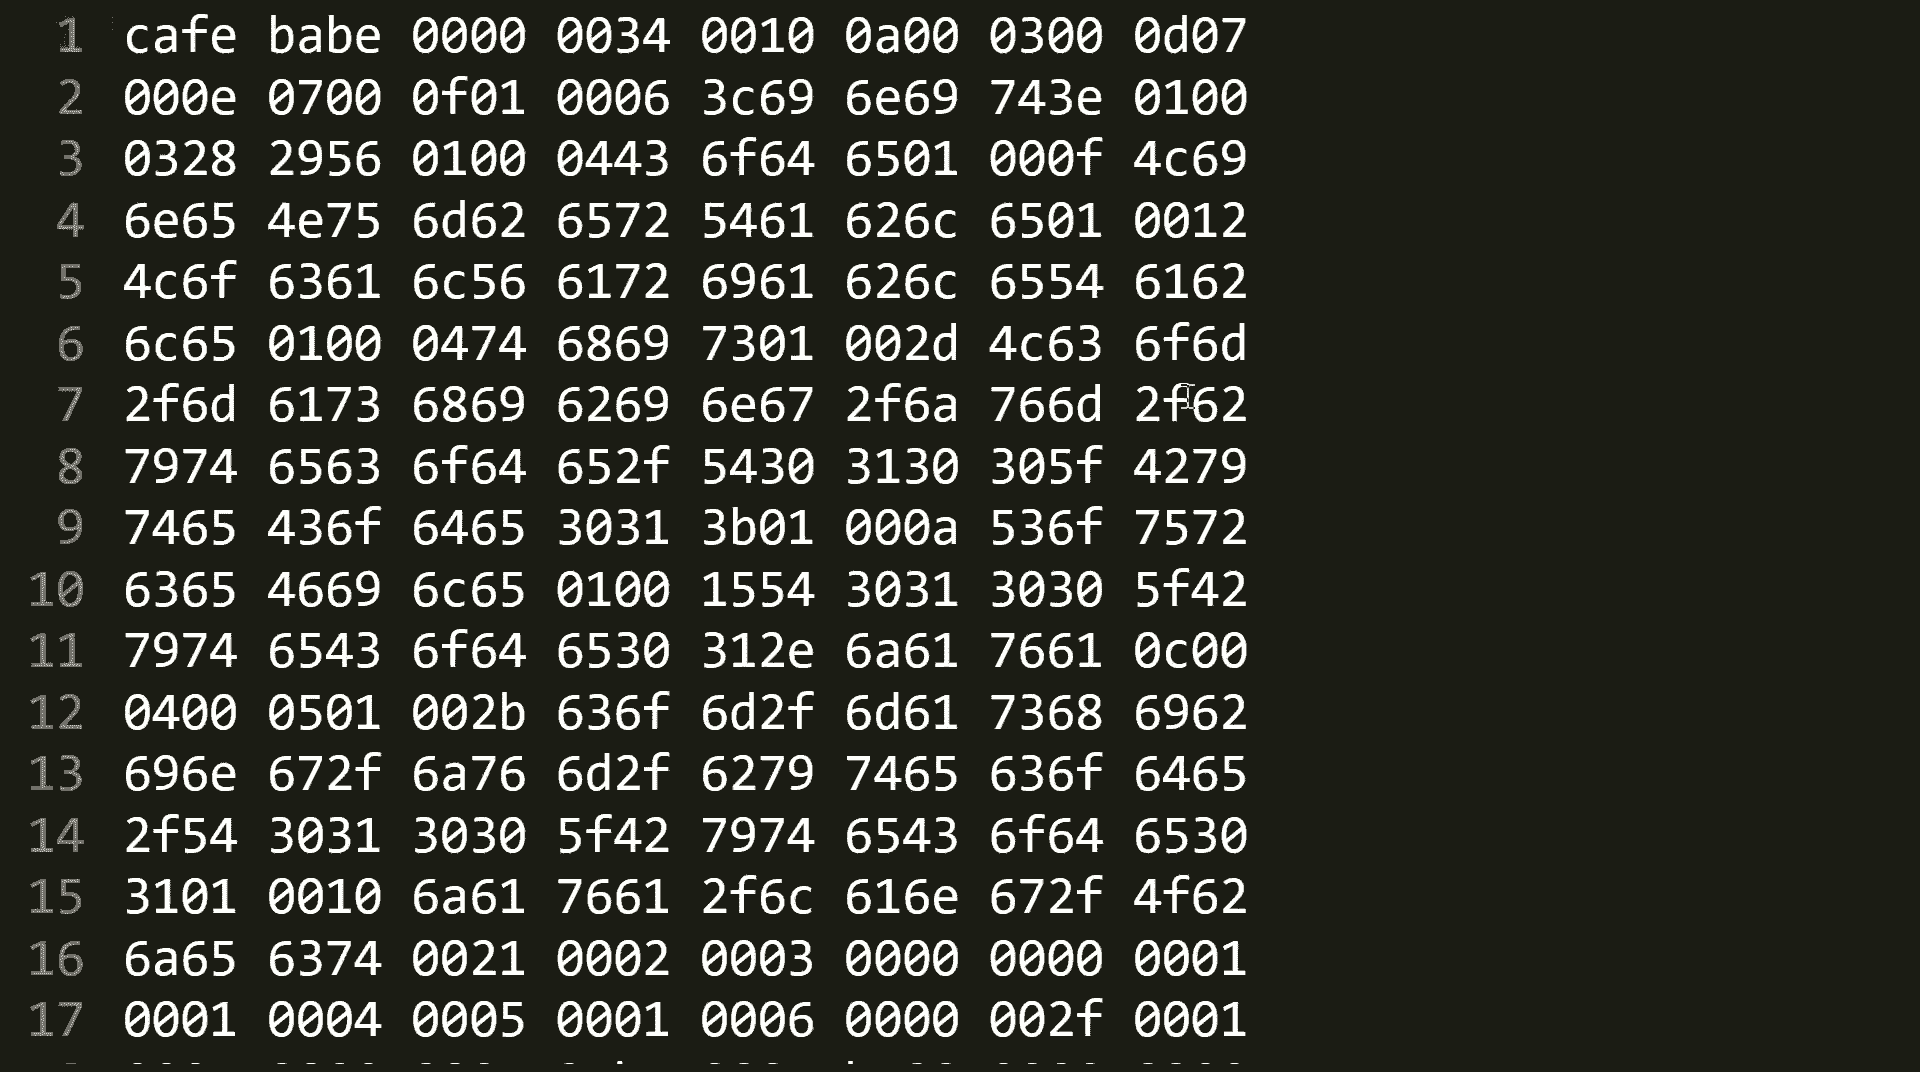 1 cafe babe 0000 0034 0010 0a00 0300 0d07
2 000e 0700 0f01 0006 3c69 6e69 743e 0100
3 0328 2956 0100 0443 6f64 6501 000f 4c69
4 6e65 4e75 6d62 6572 5461 626c 6501 0012
5 4c6f 6361 6c56 6172 6961 626c 6554 6162
6 6c65 0100 0474 6869 7301 002d 4c63 6f6d
7 2f6d 6173 6869 6269 6e67 2f6a 766d 2f62
8 7974 6563 6f64 652f 5430 3130 305f 4279
9 7465 436f 6465 3031 3b01 000a 536f 7572
10 6365 4669 6c65 0100 1554 3031 3030 5f42
11 7974 6543 6f64 6530 312e 6a61 7661 0c00
12 0400 0501 002b 636f 6d2f 6d61 7368 6962
13 696e 672f 6a76 6d2f 6279 7465 636f 6465
14 2f54 3031 3030 5f42 7974 6543 6f64 6530
15 3101 0010 6a61 7661 2f6c 616e 672f 4f62
16 6a65 6374 0021 0002 0003 0000 0000 0001
17 0001 0004 0005 0001 0006 0000 002f 0001